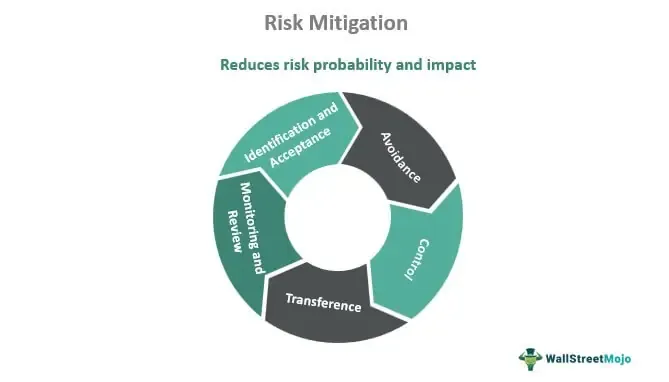 Risk Mitigation
Reduces risk probability and impact
Identification and
Acceptance
Avoidance
Control
Transference
Monitoring and
Review
WallStreetMojo